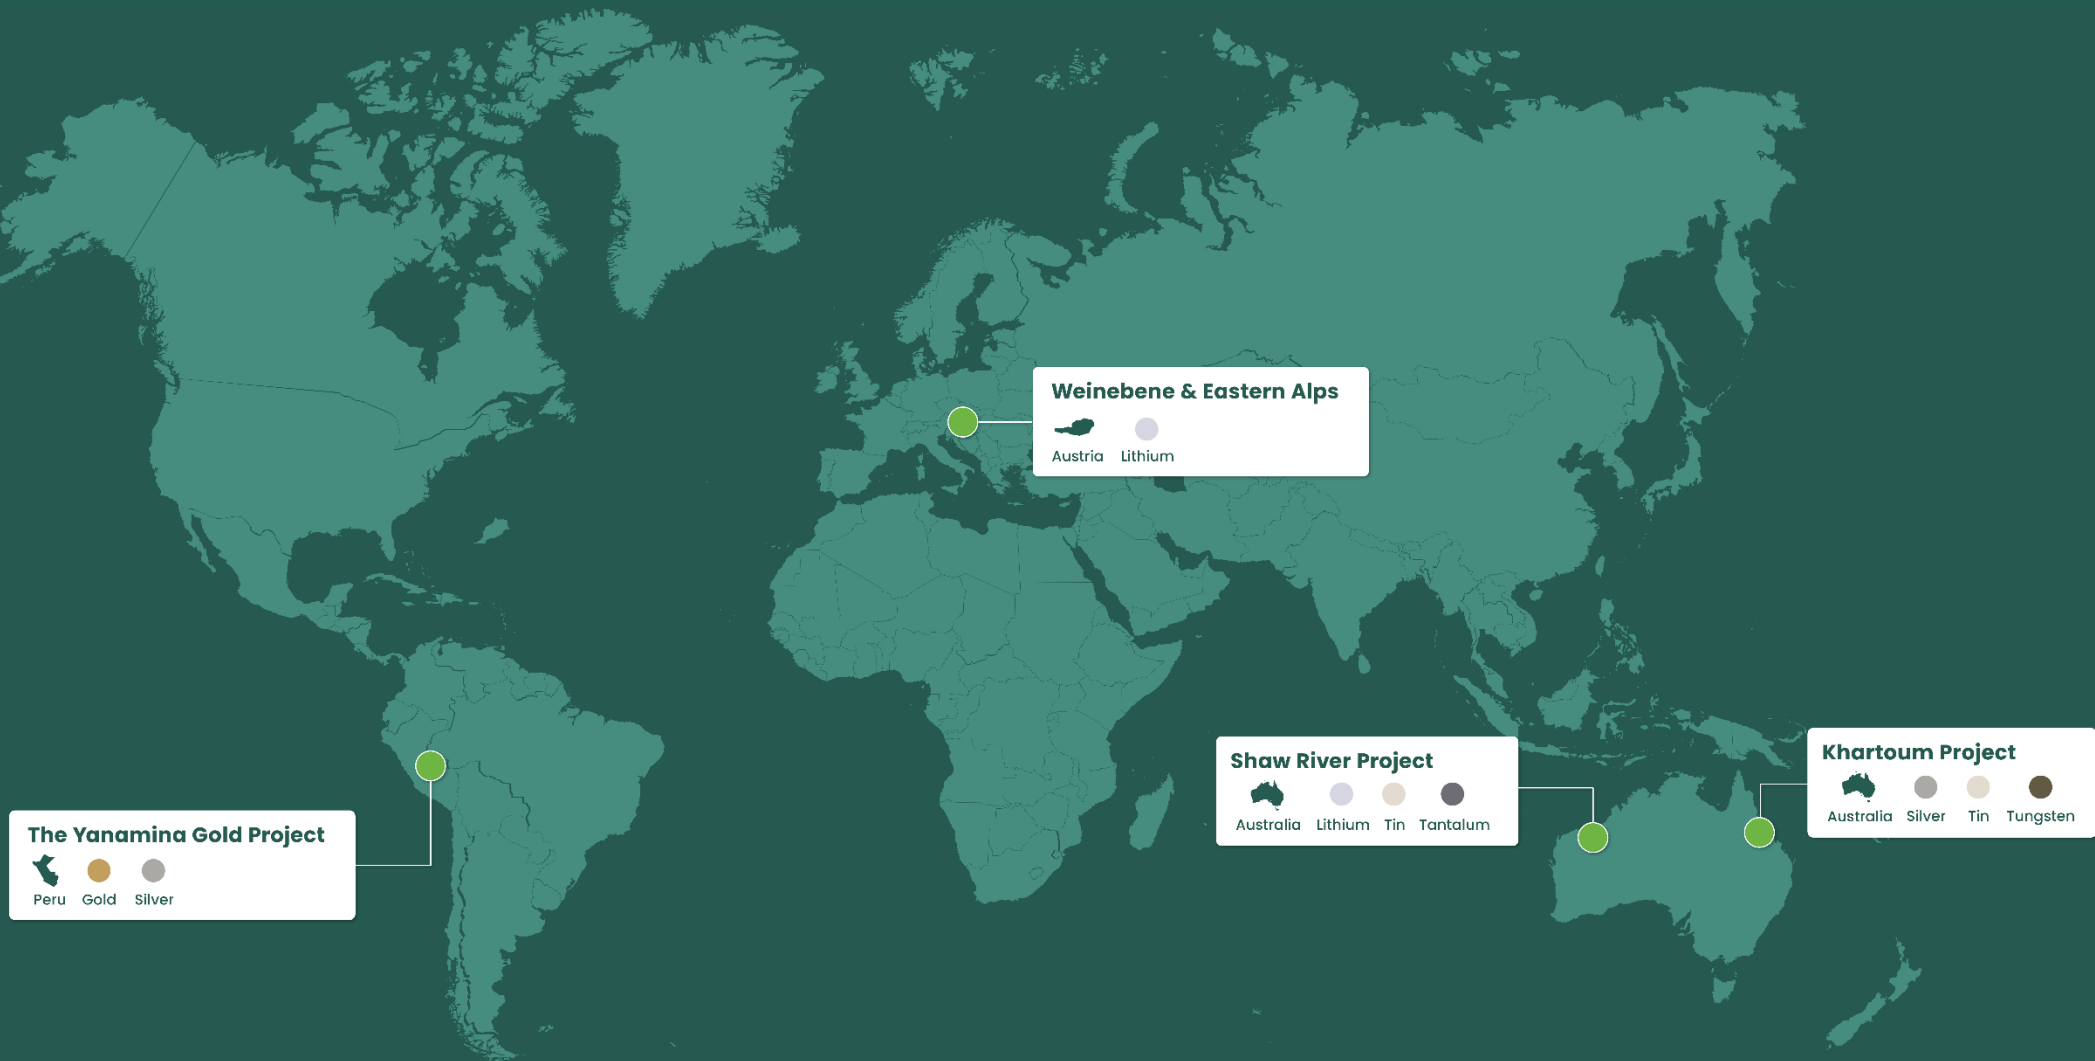 Weinebene & Eastern Alps
Austria Lithium
Shaw River Project
Australia Lithium Tin Tantalum
Khartoum Project
Australia Silver Tin Tungsten
The Yanamina Gold Project
Peru Gold Silver